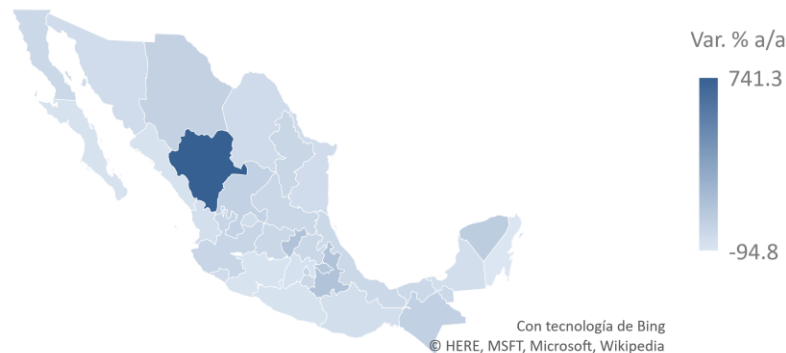 Var. % a/a
741.3
-94.8
Con tecnología de Bing
© HERE, MSFT, Microsoft, Wikipedia